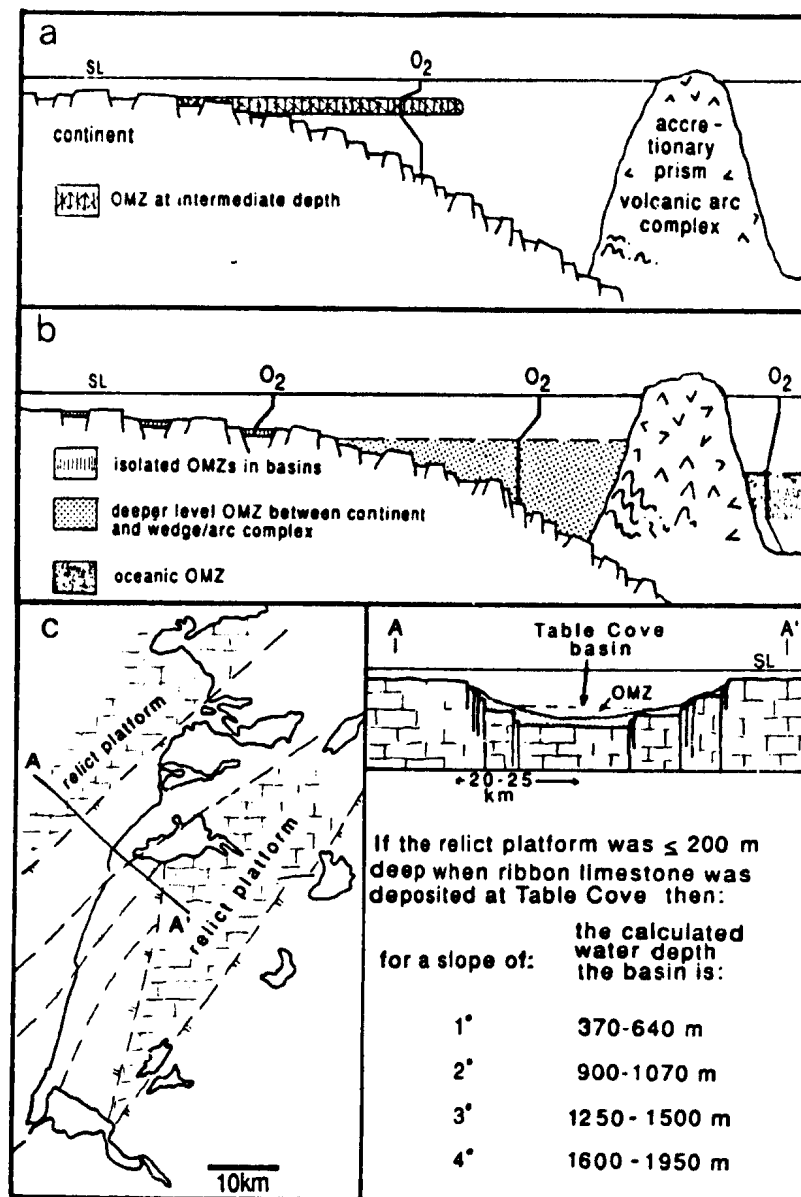 a
SL
O2
continent
OMZ at intermediate depth
accre-
tionary
prism
volcanic arc
complex
b
SL
O2
O2
O2
isolated OMZs in basins
deeper level OMZ between continent
and wedge/arc complex
oceanic OMZ
C
relict platform
A
A'
relict platform
10km
A
Table Cove
basin
A'
SL
OMZ
+20-25
km
If the relict platform was ≤ 200 m
deep when ribbon limestone was
deposited at Table Cove then:
for a slope of:
the calculated
water depth
the basin is:
1° 370-640 m
2° 900-1070 m
3° 1250-1500 m
4° 1600-1950 m